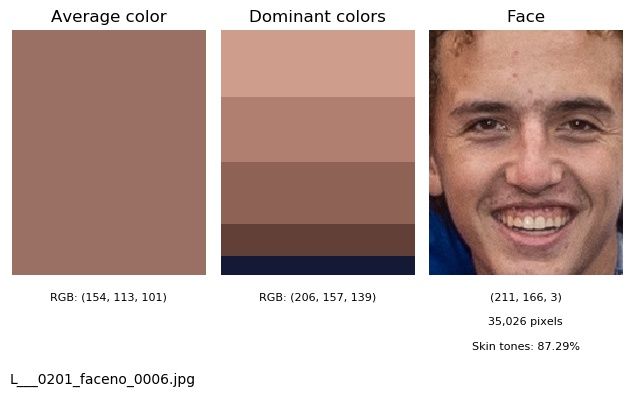 Average color
Dominant colors
Face
RGB: (154, 113, 101)
RGB: (206, 157, 139)
(211, 166, 3)
35,026 pixels
Skin tones: 87.29%
L___0201_faceno_0006.jpg